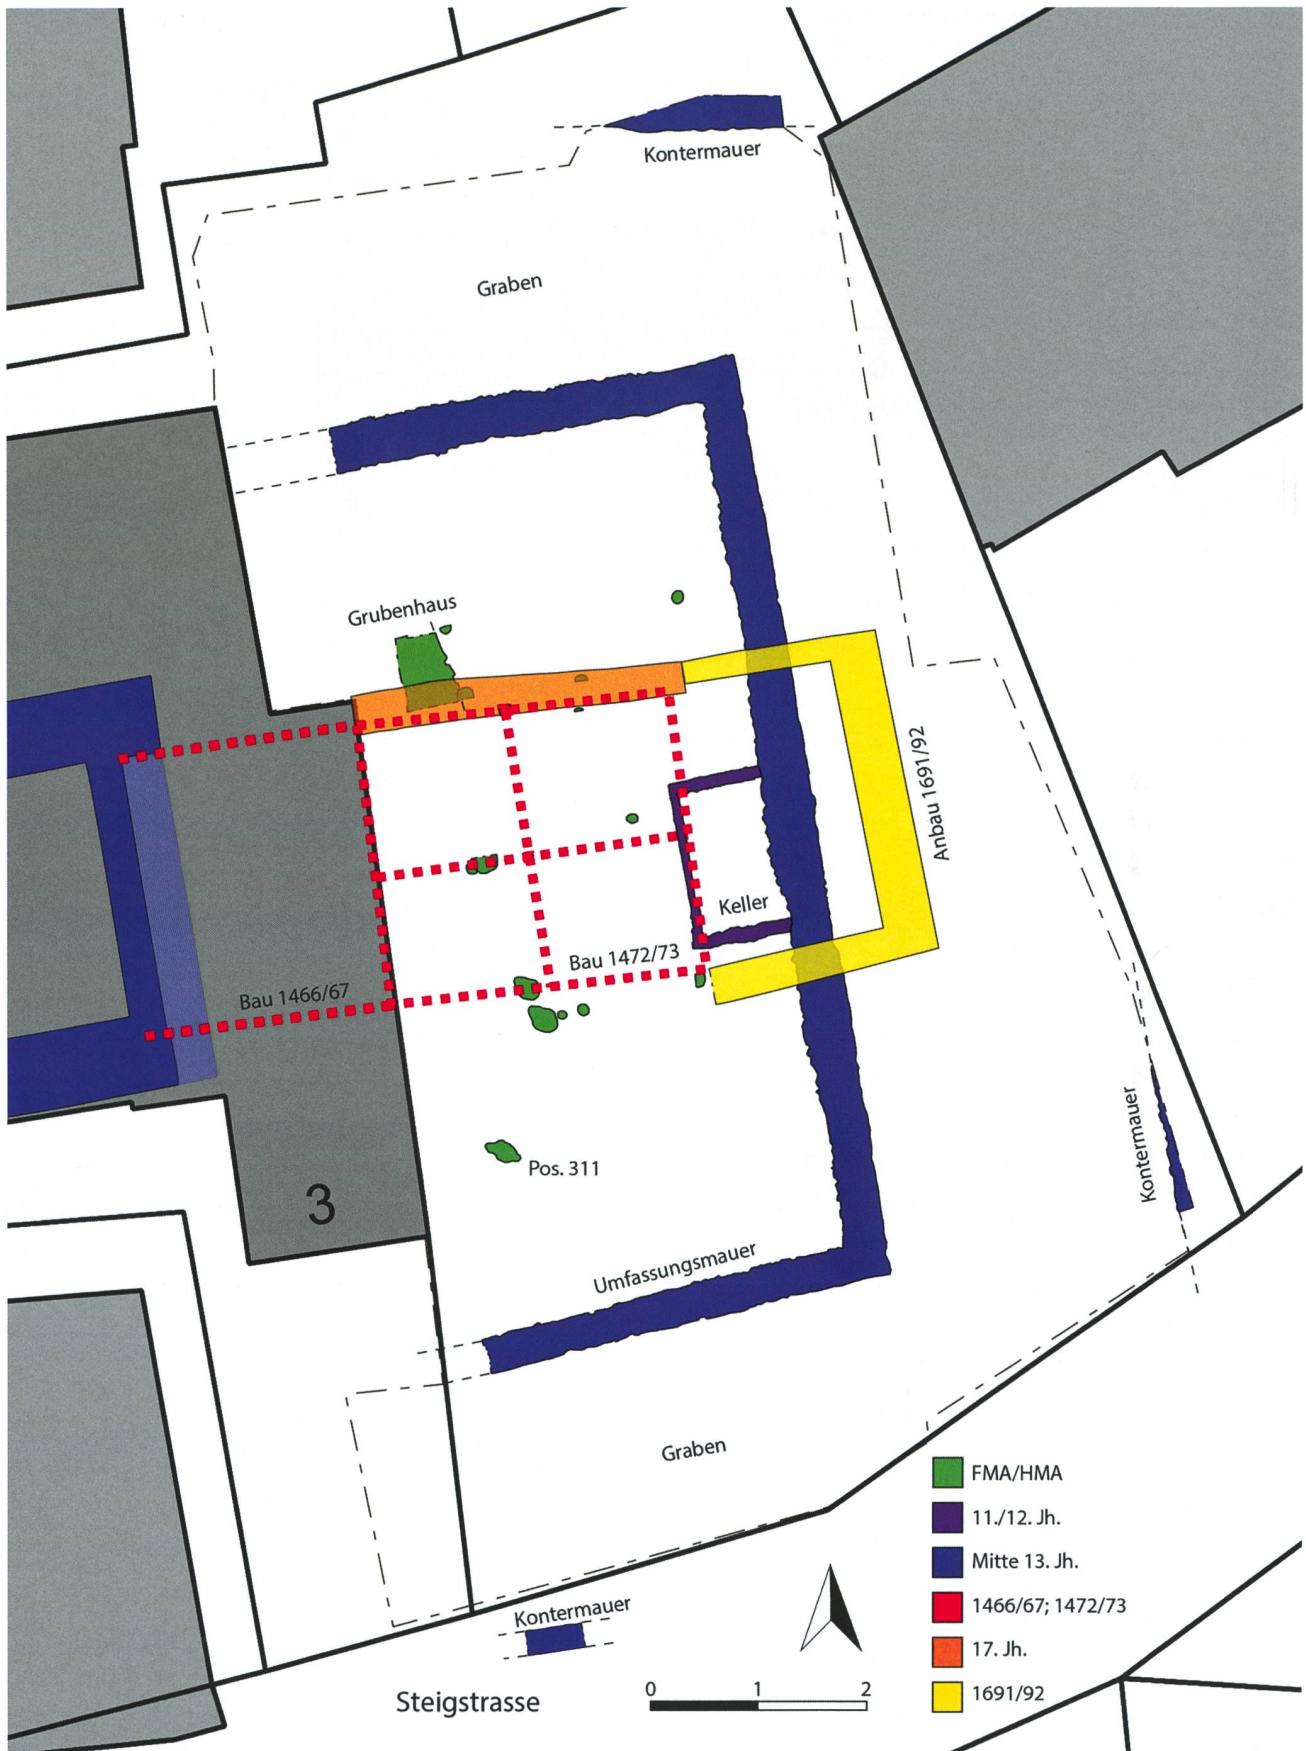 Kontermauer
Graben
Grubenhaus
Anbau 1691/92
Keller
Bau 1472/73
Bau 1466/67
Kontermauer
Pos. 311
3
Umfassungsmauer
Graben
FMA/HMA
11./12. Jh.
Mitte 13. Jh.
1466/67; 1472/73
17. Jh.
1691/92
Kontermauer
Steigstrasse
0 1 2